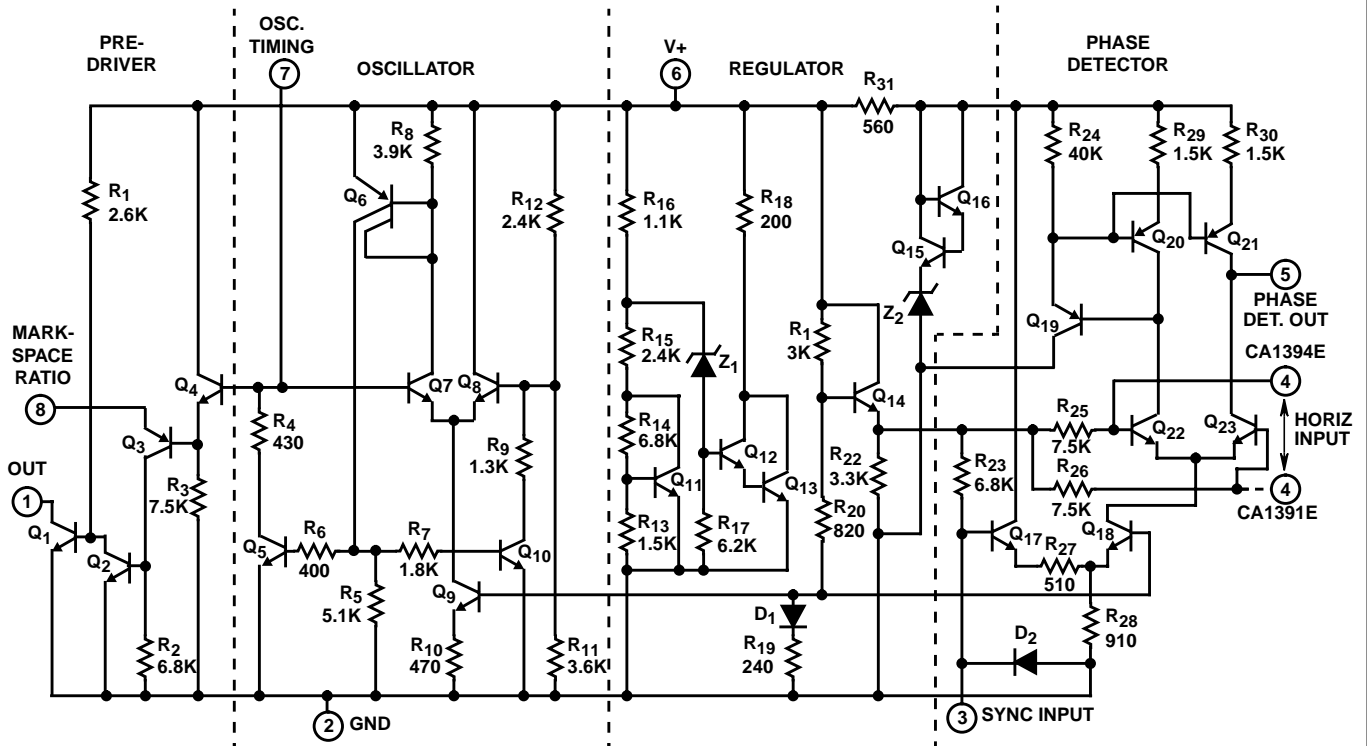 PRE-
DRIVER
OSC.
TIMING
7
OSCILLATOR
V+
6
REGULATOR
PHASE
DETECTOR
R31
560
R8
3.9K
R24
40K
R29
1.5K
R30
1.5K
R1
2.6K
Q6
R12
2.4K
R16
1.1K
R18
200
Q16
Q15
Q20
Q21
5
PHASE
DET. OUT
Z2
Q19
R15
2.4K
Z1
R1
3K
MARK-
SPACE
RATIO
8
Q4
Q7
Q8
CA1394E
4
HORIZ
INPUT
4
CA1391E
Q3
R4
430
R9
1.3K
R14
6.8K
Q14
R25
7.5K
Q22
Q23
OUT
1
R3
7.5K
Q11
Q12
Q13
R22
3.3K
R23
6.8K
R26
7.5K
Q1
Q2
Q5
R6
400
R7
1.8K
Q10
R13
1.5K
R17
6.2K
R20
820
Q17
Q18
R27
510
R5
5.1K
Q9
D1
R28
910
R2
6.8K
R10
470
R11
3.6K
R19
240
D2
2
GND
3
SYNC INPUT